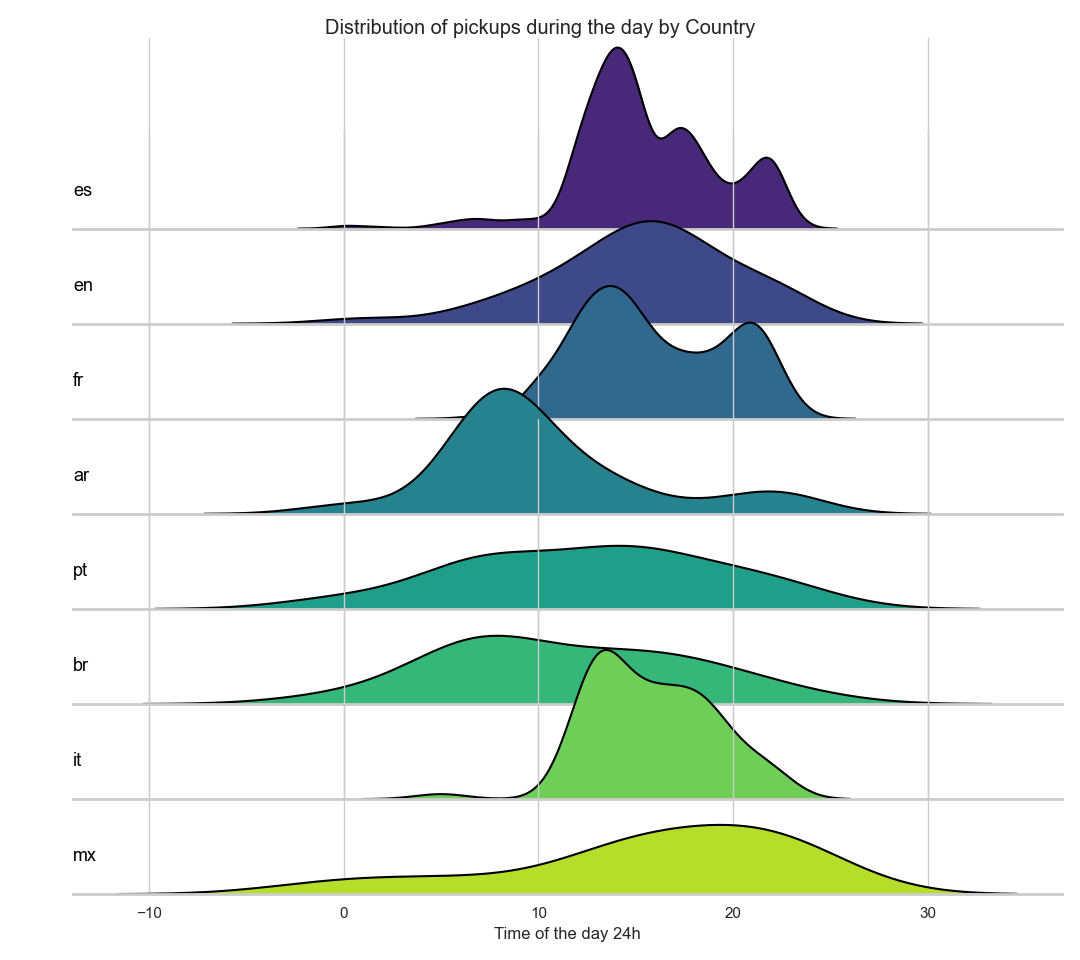 Distribution of pickups during the day by Country
es
en
fr
ar
pt
br
it
mx
−10 0 10 20 30
Time of the day 24h